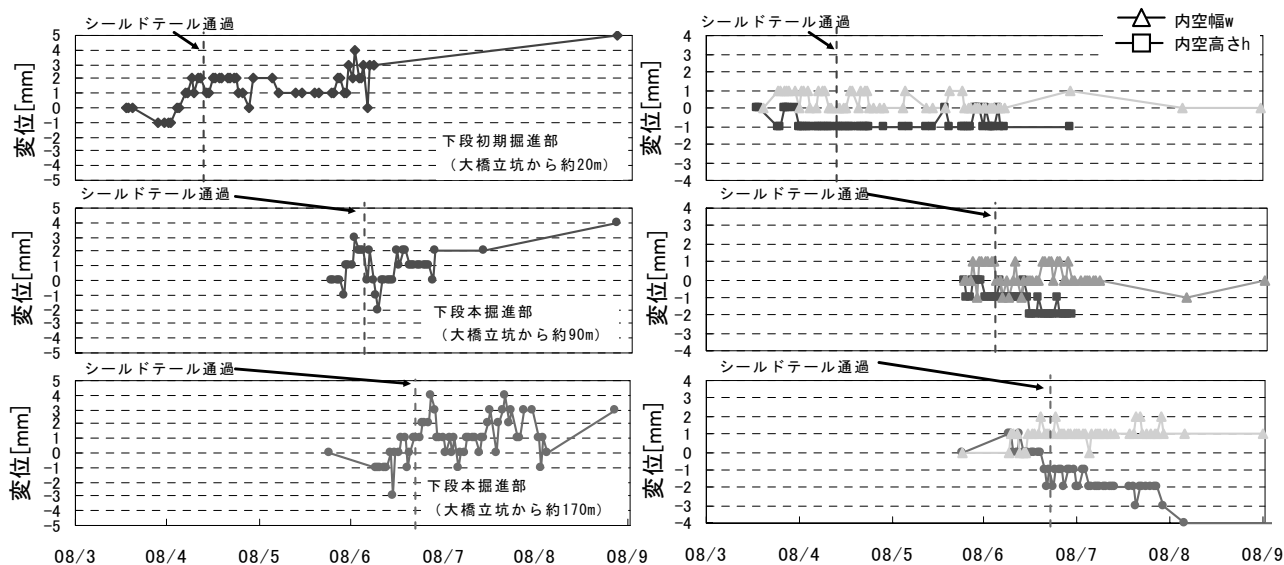 シールドテール通過
変位[mm]
5
4
3
2
1
0
-1
-2
-3
-4
-5
下段初期掘進部
(大橋立坑から約20m)
シールドテール通過
変位[mm]
5
4
3
2
1
0
-1
-2
-3
-4
-5
下段本掘進部
(大橋立坑から約90m)
シールドテール通過
変位[mm]
5
4
3
2
1
0
-1
-2
-3
-4
-5
下段本掘進部
(大橋立坑から約170m)
08/3 08/4 08/5 08/6 08/7 08/8 08/9
シールドテール通過
内空幅w
内空高さh
変位[mm]
4
3
2
1
0
-1
-2
-3
-4
シールドテール通過
変位[mm]
4
3
2
1
0
-1
-2
-3
-4
シールドテール通過
変位[mm]
4
3
2
1
0
-1
-2
-3
-4
08/3 08/4 08/5 08/6 08/7 08/8 08/9